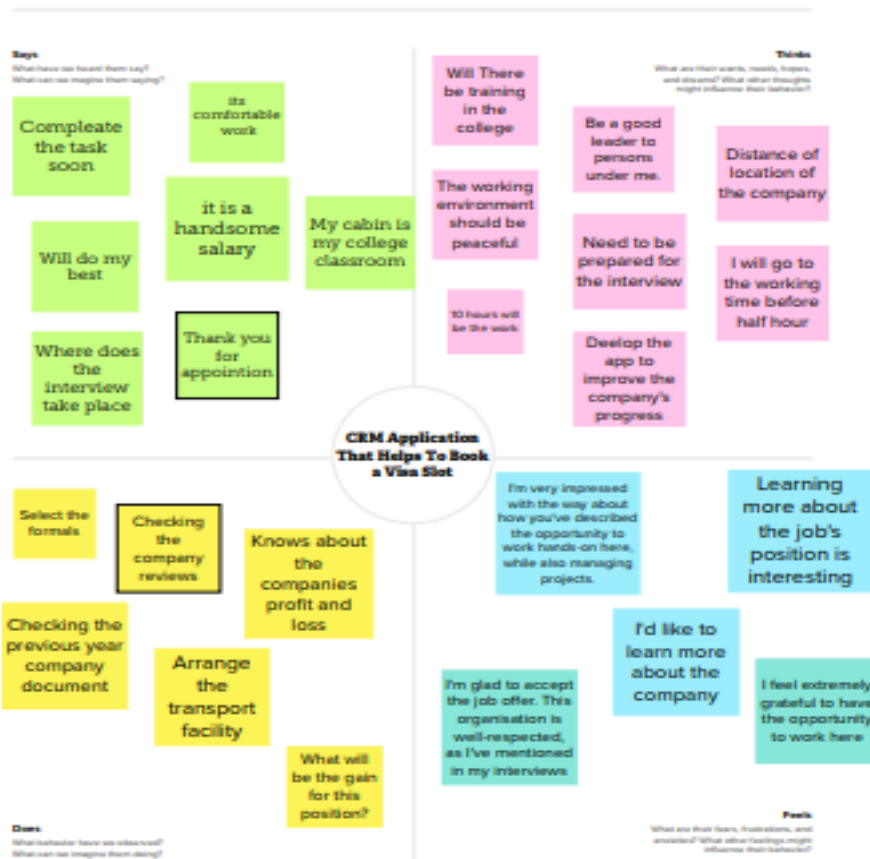 Says
What have we heard them say?
What can we imagine them saying?
Compleate
the task
soon
its
comfortable
work
it is a
handsome
salary
My cabin is
my college
classroom
Will do my
best
Where does
the
interview
take place
Thank you
for
appointion
Thinks
What are their wants, needs, hopes,
and dreams? What other thoughts
might influence their behavior?
Will There
be training
in the
college
Be a good
leader to
persons
under me.
Distance of
location of
the company
The working
environment
should be
peaceful
Need to be
prepared for
the interview
I will go to
the working
time before
half hour
10 hours will
be the work
Deelop the
app to
improve the
company's
progress
CRM Application
That Helps To Book
a Visa Slot
Select the
formals
Checking
the
company
reviews
Knows about
the
companies
profit and
loss
Checking the
previous year
company
document
Arrange
the
transport
facility
What will
be the gain
for this
position?
Does
What behavior have we observed?
What can we imagine them doing?
I'm very impressed
with the way about
how you've described
the opportunity to
work hands-on here,
while also managing
projects.
Learning
more about
the job's
position is
interesting
I'd like to
learn more
about the
company
I'm glad to accept
the job offer. This
organisation is
well-respected,
as I've mentioned
in my interviews
I feel extremely
grateful to have
the opportunity
to work here
Feels
What are their fears, frustrations, and
anxieties? What other feelings might
influence their behavior?